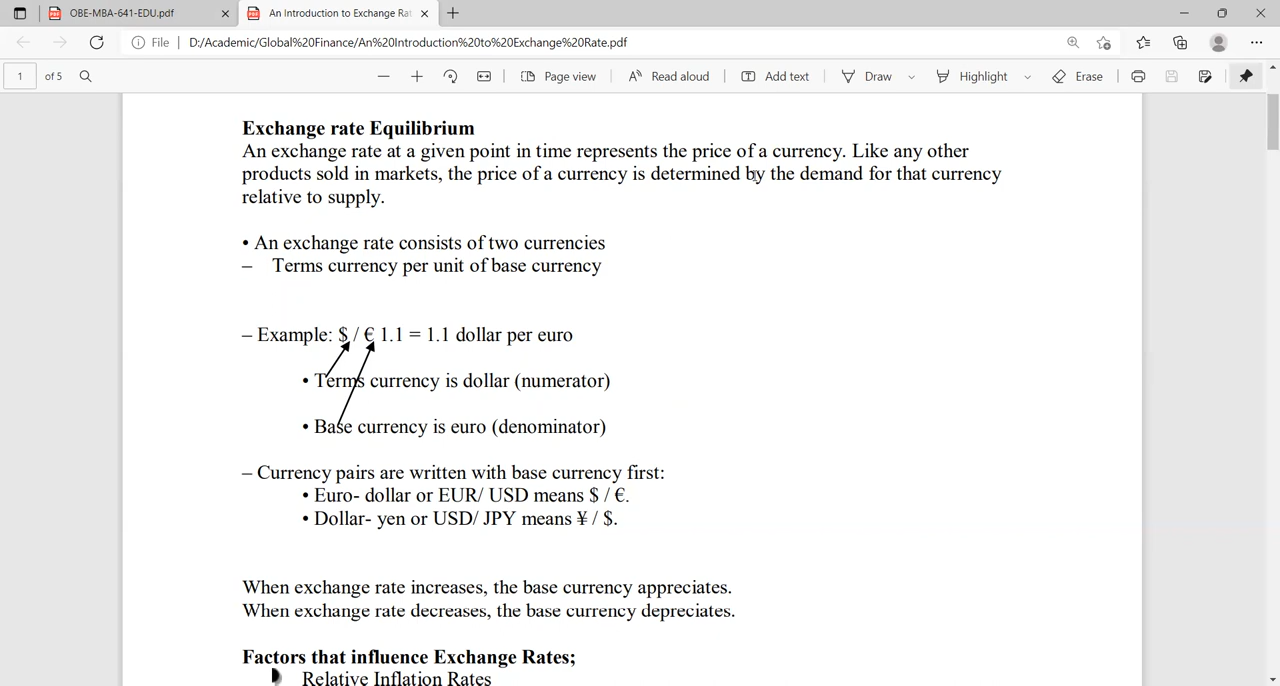 OBE-MBA-641-EDU.pdf
An Introduction to Exchange Ra
File
D:/Academic/Global%20Finance/An%20Introduction%20to%20Exchange%20Rate.pdf
1 of 5
Page view
Read aloud
Add text
Draw
Highlight
Erase
Exchange rate Equilibrium
An exchange rate at a given point in time represents the price of a currency. Like any other
products sold in markets, the price of a currency is determined by the demand for that currency
relative to supply.
• An exchange rate consists of two currencies
– Terms currency per unit of base currency
– Example: $ / € 1.1 = 1.1 dollar per euro
• Terms currency is dollar (numerator)
• Base currency is euro (denominator)
– Currency pairs are written with base currency first:
• Euro- dollar or EUR/ USD means $ / €.
• Dollar- yen or USD/ JPY means ¥ / $.
When exchange rate increases, the base currency appreciates.
When exchange rate decreases, the base currency depreciates.
Factors that influence Exchange Rates;
Relative Inflation Rates